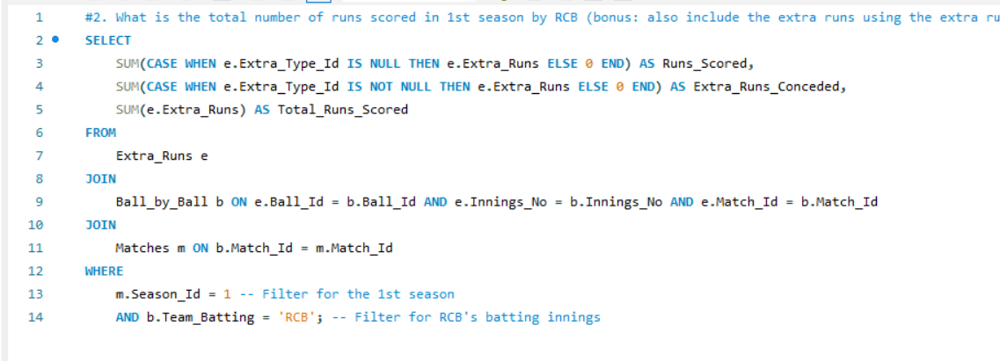 1 #2. What is the total number of runs scored in 1st season by RCB (bonus: also include the extra runs using the extra ru
2 SELECT
3 SUM(CASE WHEN e.Extra_Type_Id IS NULL THEN e.Extra_Runs ELSE 0 END) AS Runs_Scored,
4 SUM(CASE WHEN e.Extra_Type_Id IS NOT NULL THEN e.Extra_Runs ELSE 0 END) AS Extra_Runs_Conceded,
5 SUM(e.Extra_Runs) AS Total_Runs_Scored
6 FROM
7 Extra_Runs e
8 JOIN
9 Ball_by_Ball b ON e.Ball_Id = b.Ball_Id AND e.Innings_No = b.Innings_No AND e.Match_Id = b.Match_Id
10 JOIN
11 Matches m ON b.Match_Id = m.Match_Id
12 WHERE
13 m.Season_Id = 1 -- Filter for the 1st season
14 AND b.Team_Batting = 'RCB'; -- Filter for RCB's batting innings